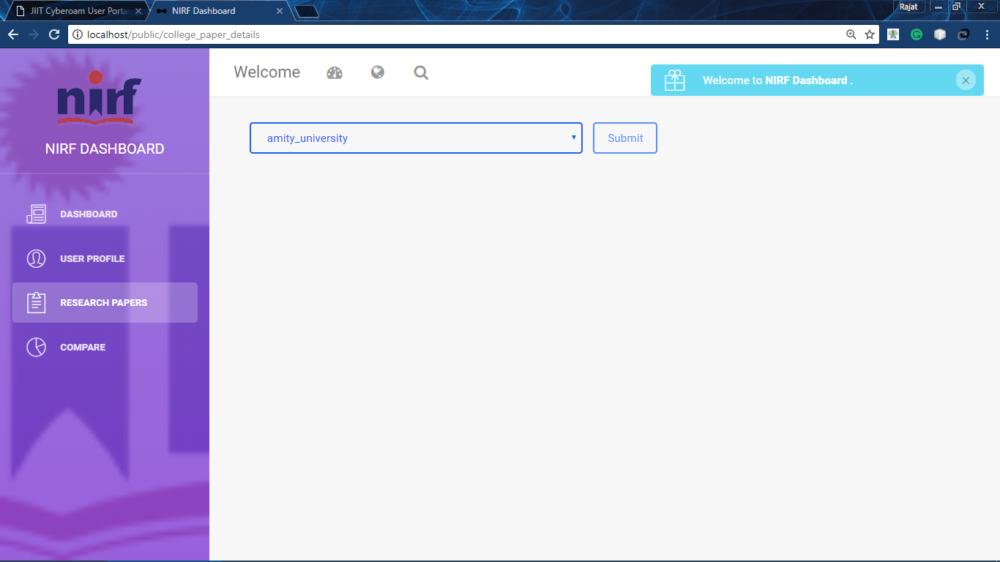 JIIT Cyberoam User Porta
NIRF Dashboard
Rajat
localhost/public/college_paper_details
nirf
NIRF DASHBOARD
DASHBOARD
USER PROFILE
RESEARCH PAPERS
COMPARE
Welcome
Welcome to NIRF Dashboard .
amity_university
Submit